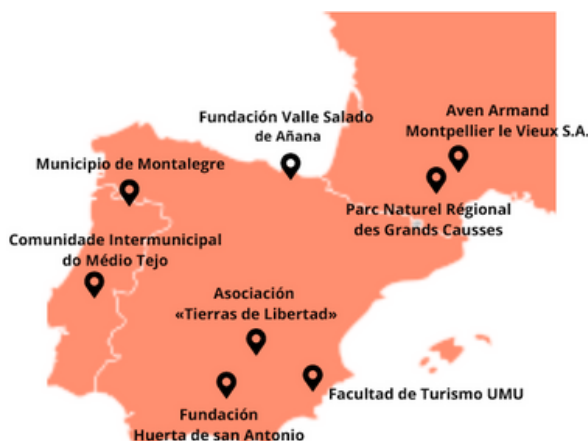 Fundación Valle Salado
de Añana
Aven Armand
Montpellier le Vieux S.A.
Municipio de Montalegre
Parc Naturel Régional
des Grands Causses
Comunidade Intermunicipal
do Médio Tejo
Asociación
«Tierras de Libertad»
Facultad de Turismo UMU
Fundación
Huerta de san Antonio